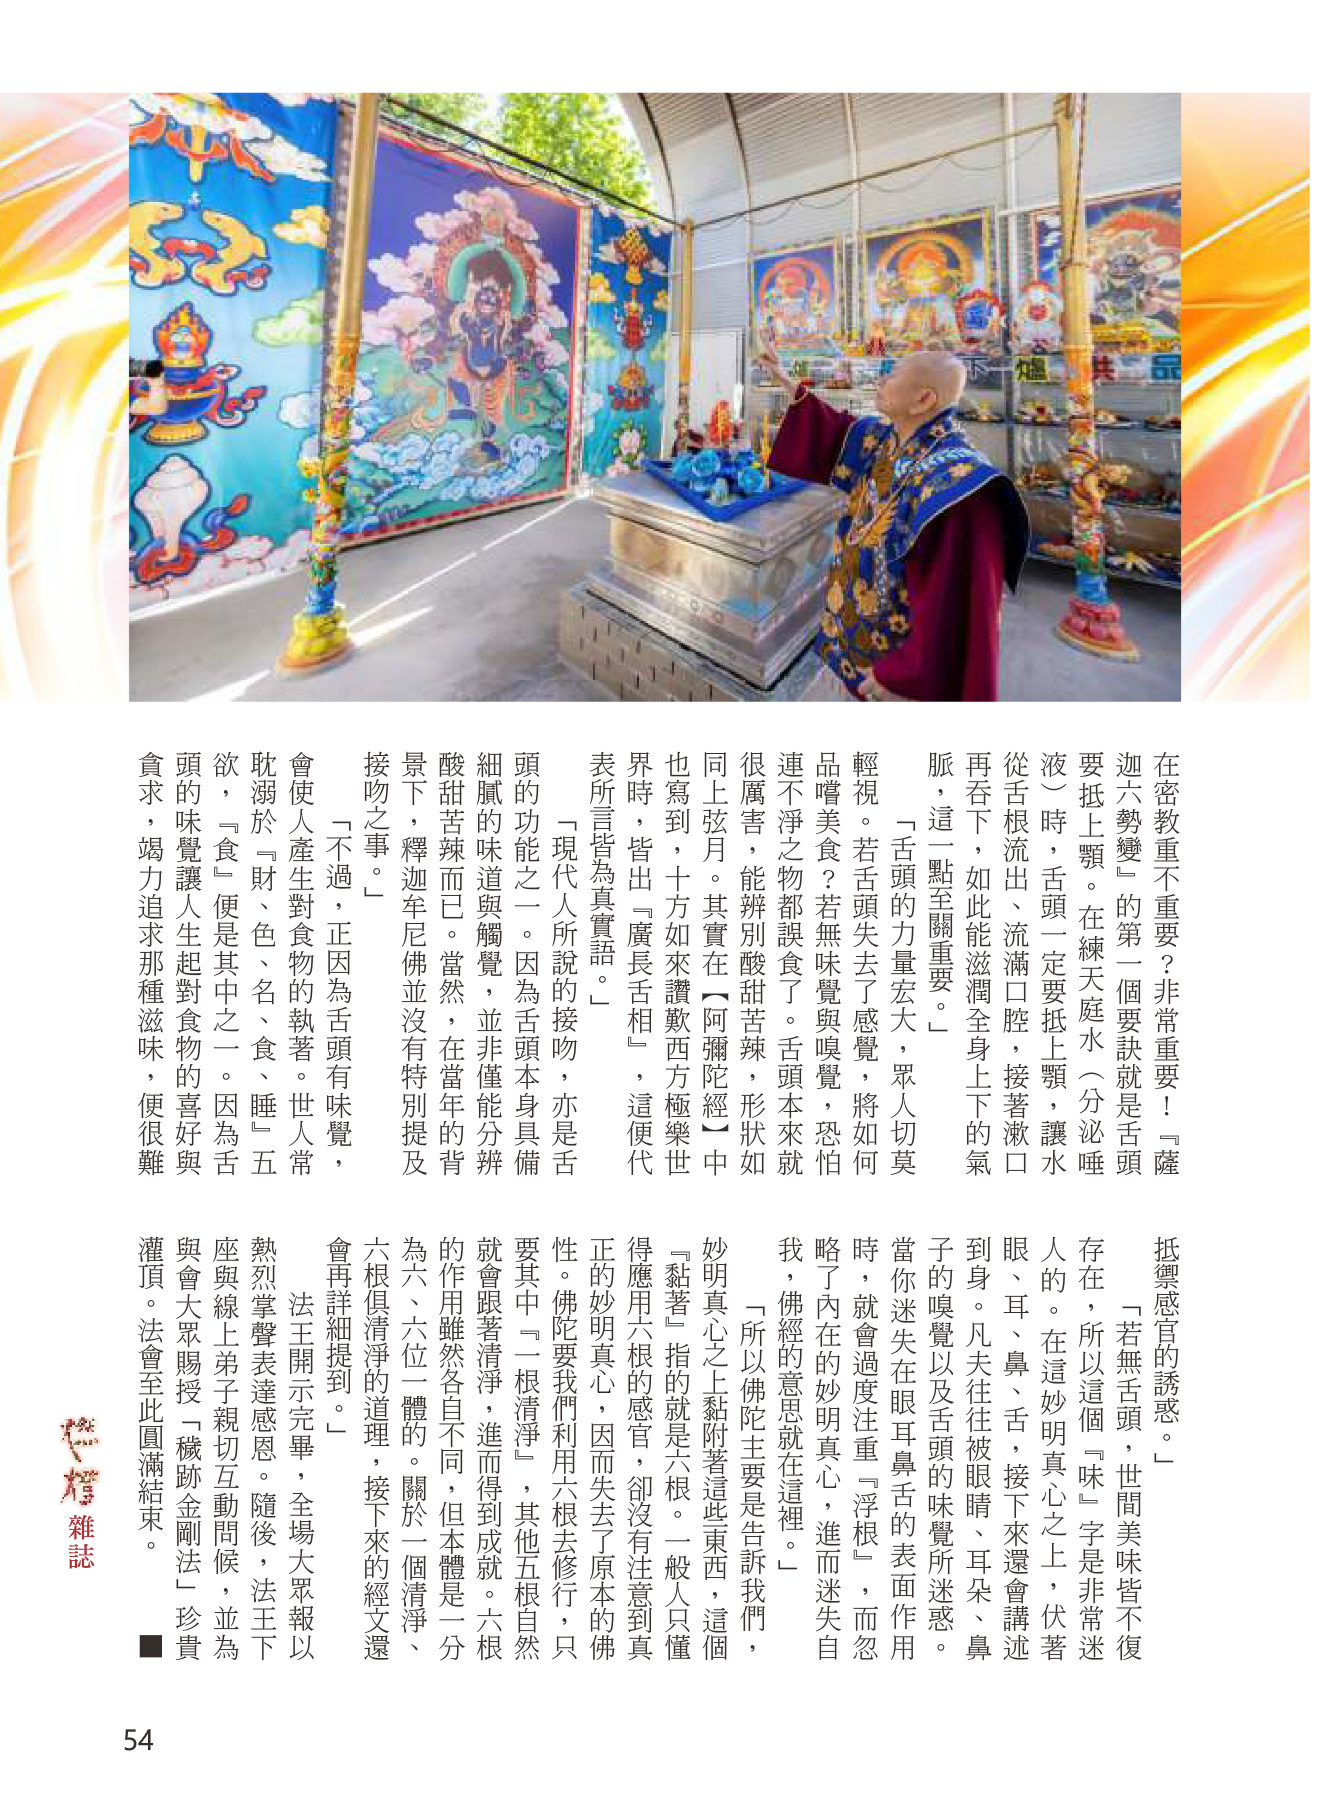 下 爐 供 品
在密教重不重要？非常重要！『薩
迦六勢變』的第一個要訣就是舌頭
要抵上顎。在練天庭水（分泌唾
液）時，舌頭一定要抵上顎，讓水
從舌根流出、流滿口腔，接著漱口
再吞下，如此能滋潤全身上下的氣
脈，這一點至關重要。」
「舌頭的力量宏大，眾人切莫
輕視。若舌頭失去了感覺，將如何
品嚐美食？若無味覺與嗅覺，恐怕
連不淨之物都誤食了。舌頭本來就
很厲害，能辨別酸甜苦辣，形狀如
同上弦月。其實在【阿彌陀經】中
也寫到，十方如來讚歎西方極樂世
界時，皆出『廣長舌相』，這便代
表所言皆為真實語。」
「現代人所說的接吻，亦是舌
頭的功能之一。因為舌頭本身具備
細膩的味道與觸覺，並非僅能分辨
酸甜苦辣而已。當然，在當年的背
景下，釋迦牟尼佛並沒有特別提及
接吻之事。」
「不過，正因為舌頭有味覺，
會使人產生對食物的執著。世人常
耽溺於『財、色、名、食、睡』五
欲，『食』便是其中之一。因為舌
頭的味覺讓人生起對食物的喜好與
貪求，竭力追求那種滋味，便很難
抵禦感官的誘惑。」
「若無舌頭，世間美味皆不復
存在，所以這個『味』字是非常迷
人的。在這妙明真心之上，伏著
眼、耳、鼻、舌，接下來還會講述
到身。凡夫往往被眼睛、耳朵、鼻
子的嗅覺以及舌頭的味覺所迷惑。
當你迷失在眼耳鼻舌的表面作用
時，就會過度注重『浮根』，而忽
略了內在的妙明真心，進而迷失自
我，佛經的意思就在這裡。」
「所以佛陀主要是告訴我們，
妙明真心之上黏附著這些東西，這個
『黏著』指的就是六根。一般人只懂
得應用六根的感官，卻沒有注意到真
正的妙明真心，因而失去了原本的佛
性。佛陀要我們利用六根去修行，只
要其中『一根清淨』，其他五根自然
就會跟著清淨，進而得到成就。六根
的作用雖然各自不同，但本體是一分
為六、六位一體的。關於一個清淨、
六根俱清淨的道理，接下來的經文還
會再詳細提到。」
法王開示完畢，全場大眾報以
熱烈掌聲表達感恩。隨後，法王下
座與線上弟子親切互動問候，並為
與會大眾賜授「穢跡金剛法」珍貴
灌頂。法會至此圓滿結束。■
燃燈
雜誌
54